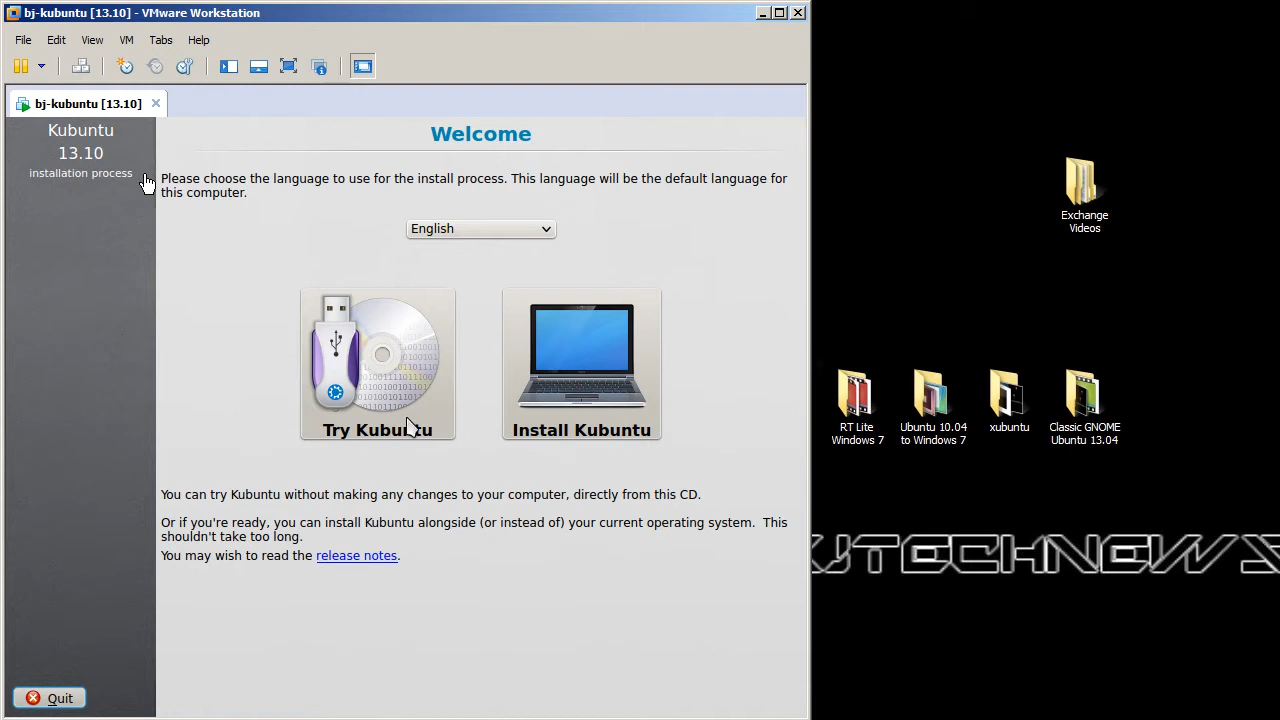 bj-kubuntu [13.10] - VMware Workstation
File Edit View VM Tabs Help
bj-kubuntu [13.10]
Kubuntu
13.10
installation process
Welcome
Please choose the language to use for the install process. This language will be the default language for
this computer.
English
Try Kubuntu
Install Kubuntu
You can try Kubuntu without making any changes to your computer, directly from this CD.
Or if you're ready, you can install Kubuntu alongside (or instead of) your current operating system.  This
shouldn't take too long.
You may wish to read the release notes.
Quit
Exchange
Videos
RT Lite
Windows 7
Ubuntu 10.04
to Windows 7
xubuntu
Classic GNOME
Ubuntu 13.04
UTECHNEWS